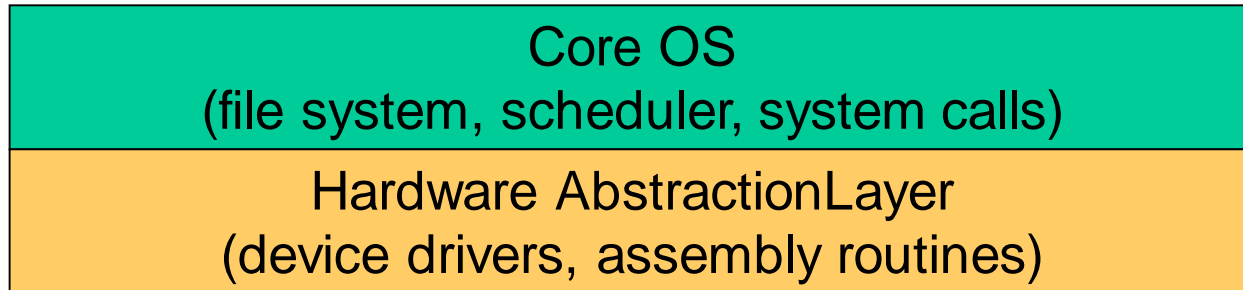 Core OS
(file system, scheduler, system calls)
Hardware AbstractionLayer
(device drivers, assembly routines)